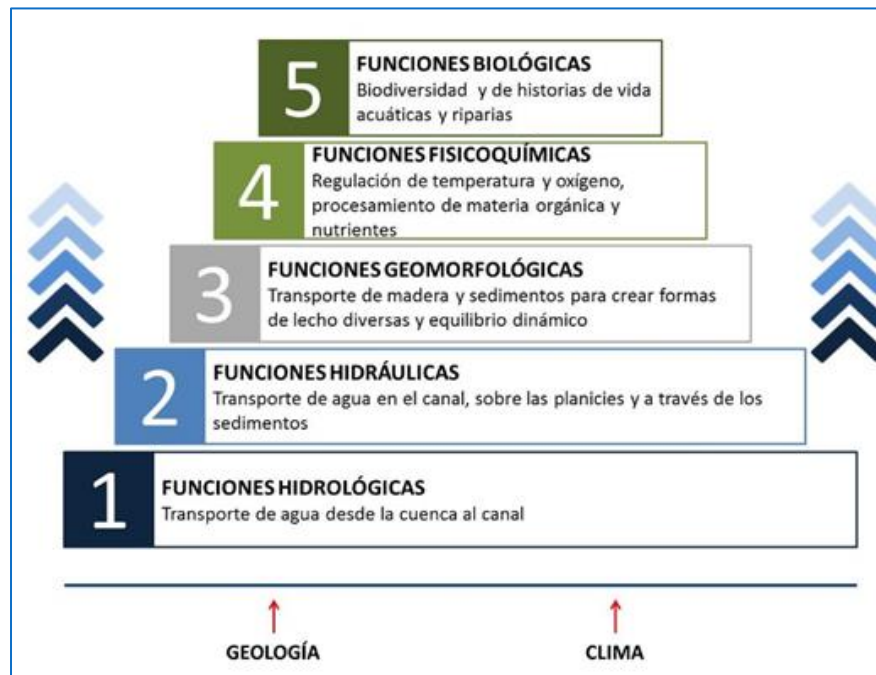 5
FUNCIONES BIOLÓGICAS
Biodiversidad y de historias de vida
acuáticas y riparias
4
FUNCIONES FISICOQUÍMICAS
Regulación de temperatura y oxígeno,
procesamiento de materia orgánica y
nutrientes
3
FUNCIONES GEOMORFOLÓGICAS
Transporte de madera y sedimentos para crear formas
de lecho diversas y equilibrio dinámico
2
FUNCIONES HIDRÁULICAS
Transporte de agua en el canal, sobre las planicies y a través de los
sedimentos
1
FUNCIONES HIDROLÓGICAS
Transporte de agua desde la cuenca al canal
GEOLOGÍA
CLIMA